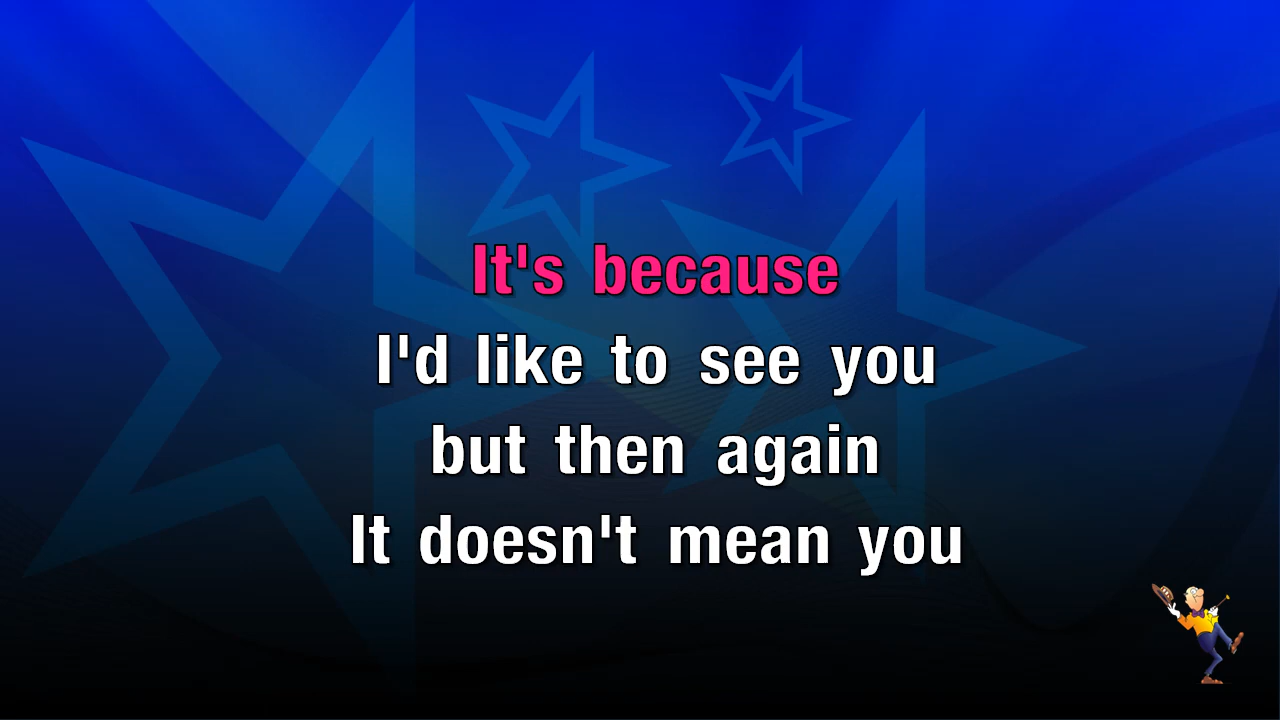 It's because
I'd like to see you
but then again
It doesn't mean you